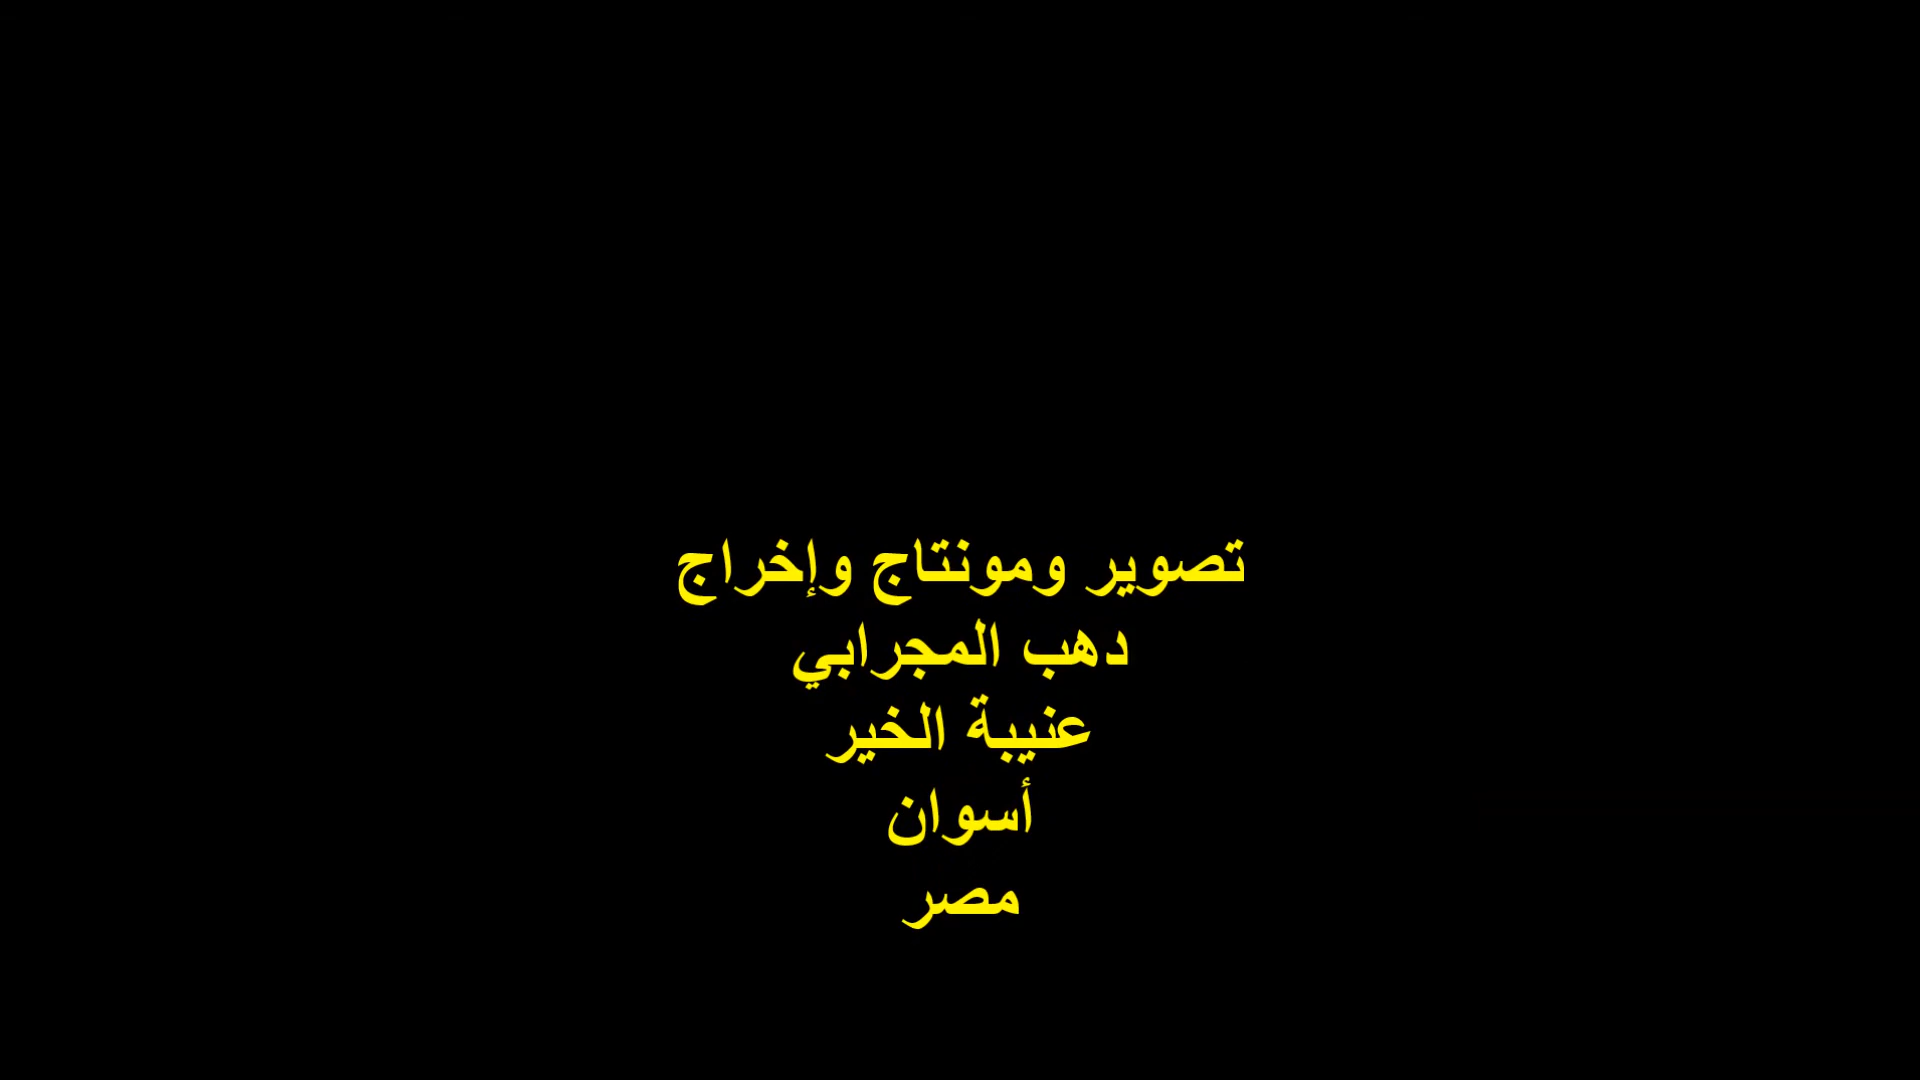 تصوير ومونتاج وإخراج
دهب المجرابي
عنيبة الخير
أسوان
مصر